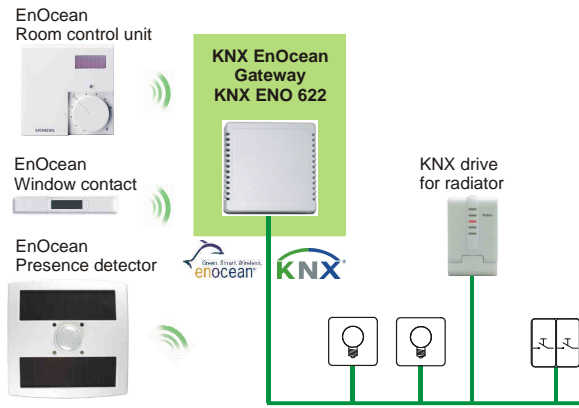 EnOcean
Room control unit
SIEMENS
EnOcean
Window contact
EnOcean
Presence detector
KNX EnOcean
Gateway
KNX ENO 622
Green. Smart. Wireless.
enocean®
KNX®
KNX drive
for radiator